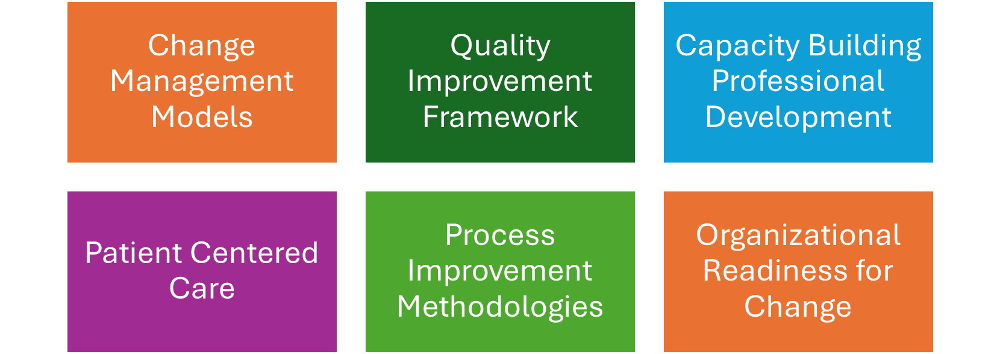 Change
Management
Models
Quality
Improvement
Framework
Capacity Building
Professional
Development
Patient Centered
Care
Process
Improvement
Methodologies
Organizational
Readiness for
Change